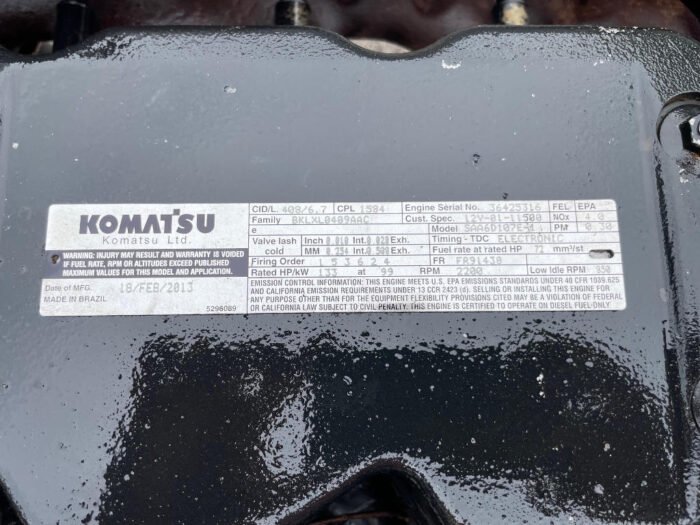 KOMATSU
Komatsu Ltd.
WARNING: INJURY MAY RESULT AND WARRANTY IS VOIDED
IF FUEL RATE, RPM OR ALTITUDES EXCEED PUBLISHED
MAXIMUM VALUES FOR THIS MODEL AND APPLICATION.
Date of MFG. 18/FEB/2013
MADE IN BRAZIL 5296089
CID/L. 408/6.7 CPL 1584 Engine Serial No. 36425316 FEL EPA
Family BKLXL0409AAC Cust. Spec. 12V-01-11500 NOx 4.0
e Model SAA6D107E-1 PM 0.30
Valve lash Inch 0.010 Int. 0.020 Exh. Timing - TDC ELECTRONIC
cold MM 0.254 Int. 0.508 Exh. Fuel rate at rated HP 72 mm³/st
Firing Order 1 5 3 6 2 4 FR FR91438
Rated HP/kW 133 at 99 RPM 2200 Low Idle RPM 850
EMISSION CONTROL INFORMATION: THIS ENGINE MEETS U.S. EPA EMISSIONS STANDARDS UNDER 40 CFR 1039.625
AND CALIFORNIA EMISSION REQUIREMENTS UNDER 13 CCR 2423 (d). SELLING OR INSTALLING THIS ENGINE FOR
ANY PURPOSE OTHER THAN FOR THE EQUIPMENT FLEXIBILITY PROVISIONS CITED MAY BE A VIOLATION OF FEDERAL
OR CALIFORNIA LAW SUBJECT TO CIVIL PENALTY. THIS ENGINE IS CERTIFIED TO OPERATE ON DIESEL FUEL-ONLY.